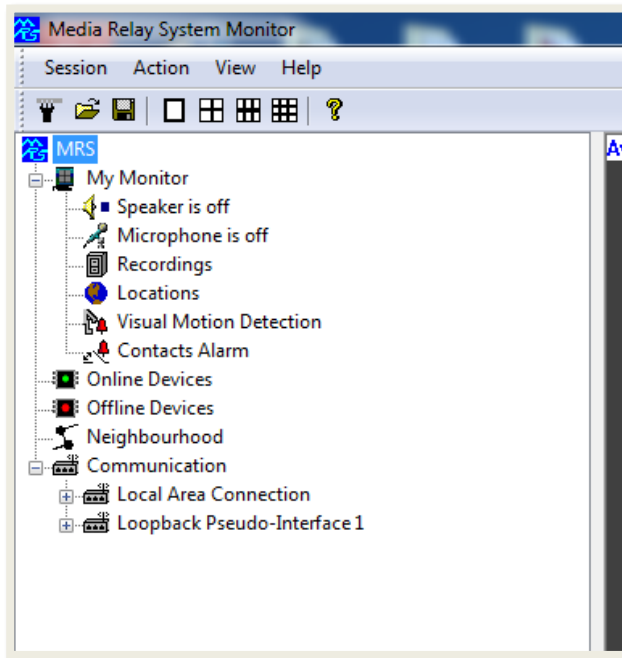 Media Relay System Monitor
Session Action View Help
MRS
My Monitor
Speaker is off
Microphone is off
Recordings
Locations
Visual Motion Detection
Contacts Alarm
Online Devices
Offline Devices
Neighbourhood
Communication
Local Area Connection
Loopback Pseudo-Interface 1